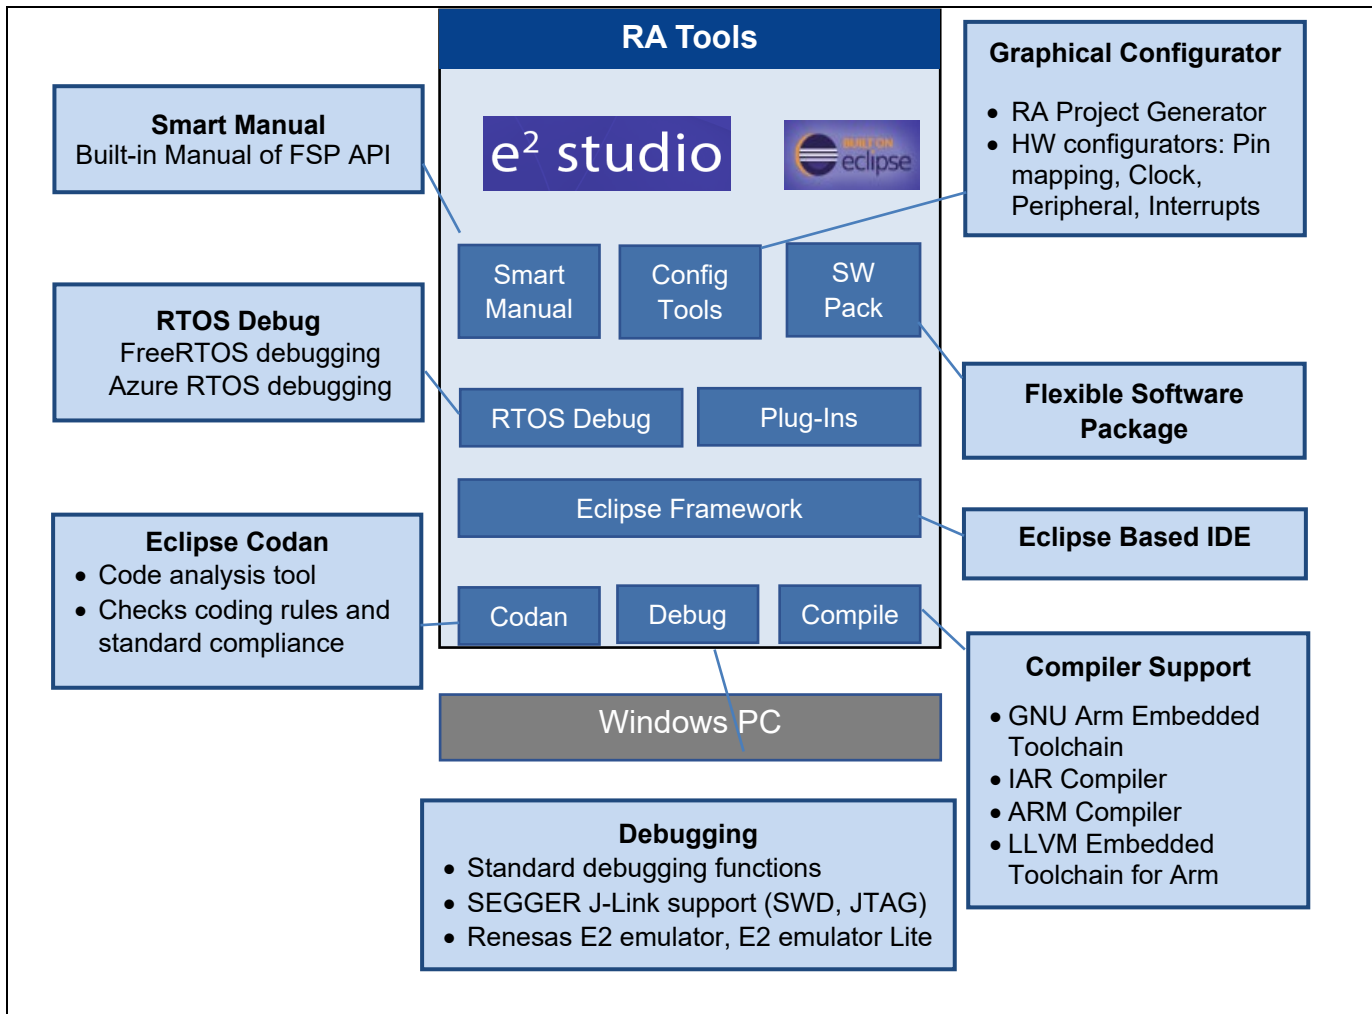 RA Tools
e² studio
BUILT ON
eclipse
Smart Manual
Built-in Manual of FSP API
Graphical Configurator
• RA Project Generator
• HW configurators: Pin
mapping, Clock,
Peripheral, Interrupts
Smart
Manual
Config
Tools
SW
Pack
RTOS Debug
FreeRTOS debugging
Azure RTOS debugging
RTOS Debug
Plug-Ins
Flexible Software
Package
Eclipse Framework
Eclipse Based IDE
Eclipse Codan
• Code analysis tool
• Checks coding rules and
standard compliance
Codan
Debug
Compile
Compiler Support
• GNU Arm Embedded
Toolchain
• IAR Compiler
• ARM Compiler
• LLVM Embedded
Toolchain for Arm
Windows PC
Debugging
• Standard debugging functions
• SEGGER J-Link support (SWD, JTAG)
• Renesas E2 emulator, E2 emulator Lite